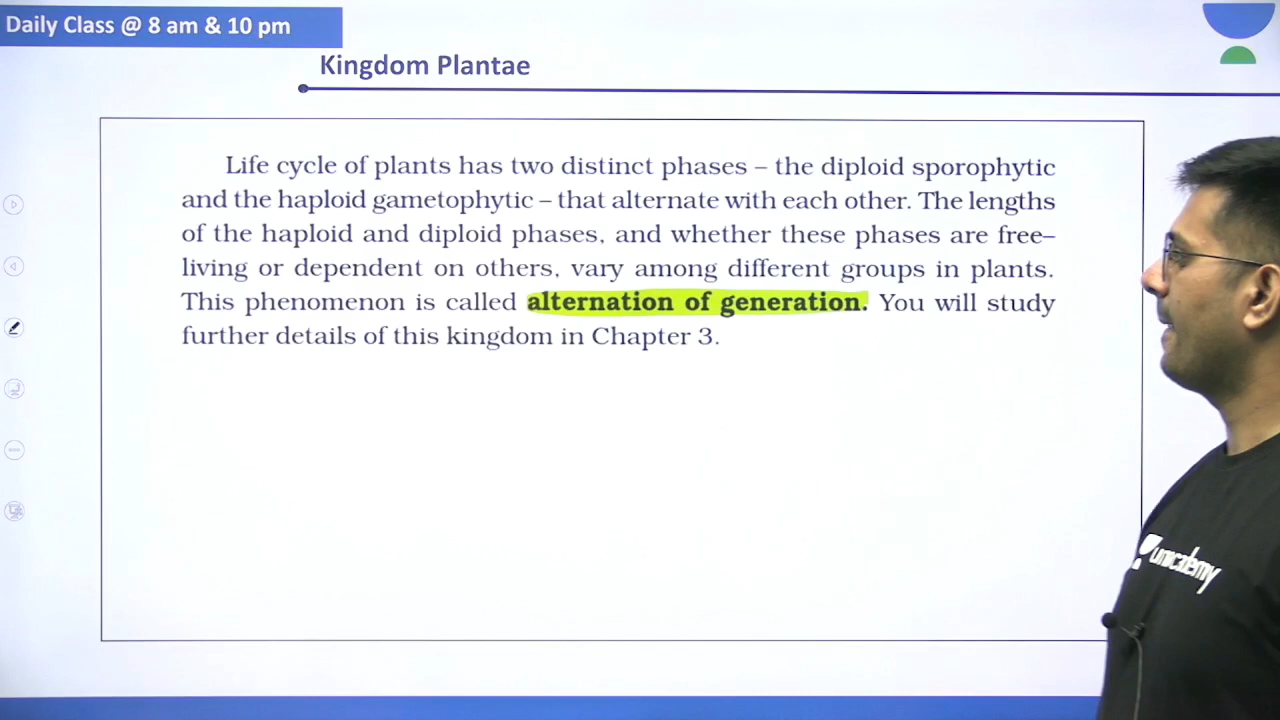 Daily Class @ 8 am & 10 pm
Kingdom Plantae
Life cycle of plants has two distinct phases – the diploid sporophytic
and the haploid gametophytic – that alternate with each other. The lengths
of the haploid and diploid phases, and whether these phases are free–
living or dependent on others, vary among different groups in plants.
This phenomenon is called alternation of generation. You will study
further details of this kingdom in Chapter 3.
unacademy